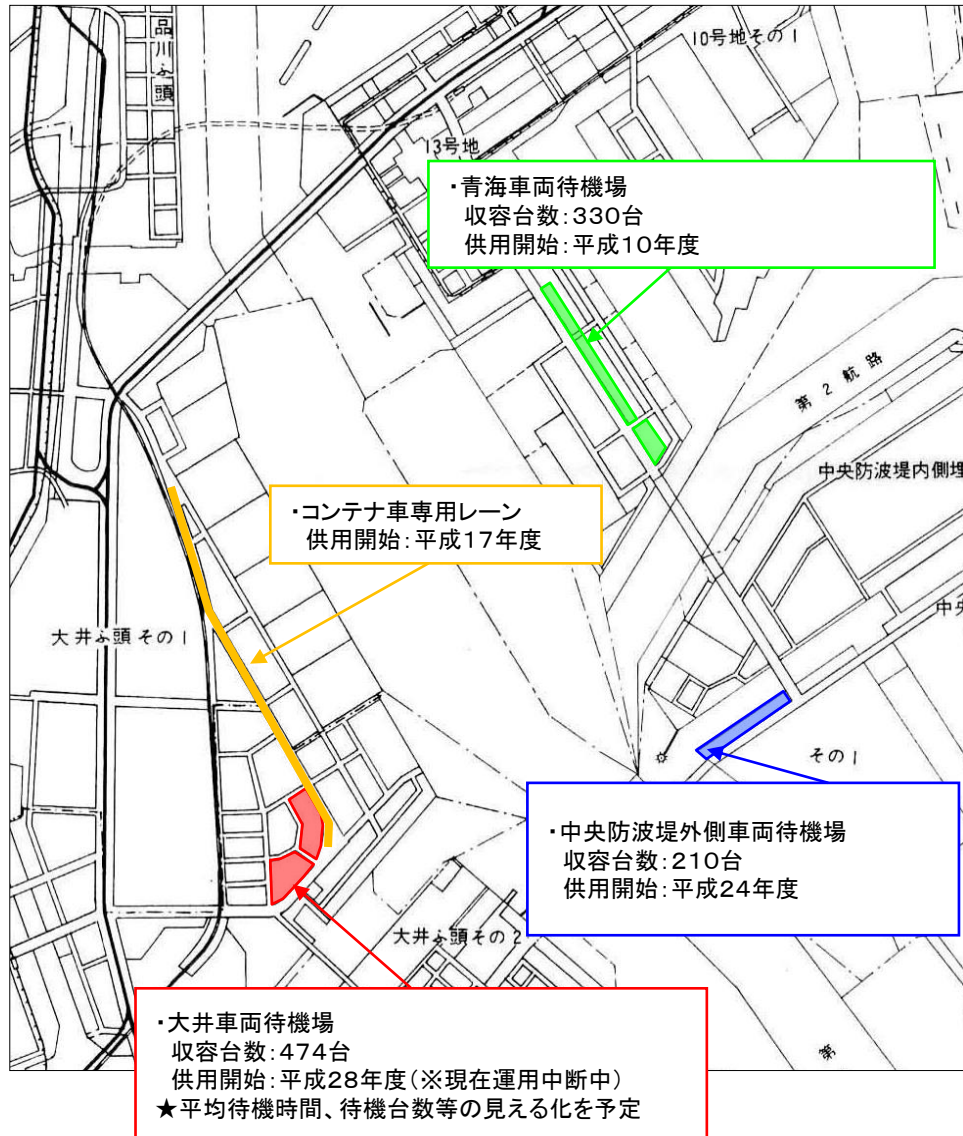 品川ふ頭
10号地その1
13号地
・青海車両待機場
収容台数：330台
供用開始：平成10年度
第2航路
中央防波堤内側埋
・コンテナ車専用レーン
供用開始：平成17年度
中央
大井ふ頭その1
その1
・中央防波堤外側車両待機場
収容台数：210台
供用開始：平成24年度
大井ふ頭その2
・大井車両待機場
収容台数：474台
供用開始：平成28年度（※現在運用中断中）
★平均待機時間、待機台数等の見える化を予定
第